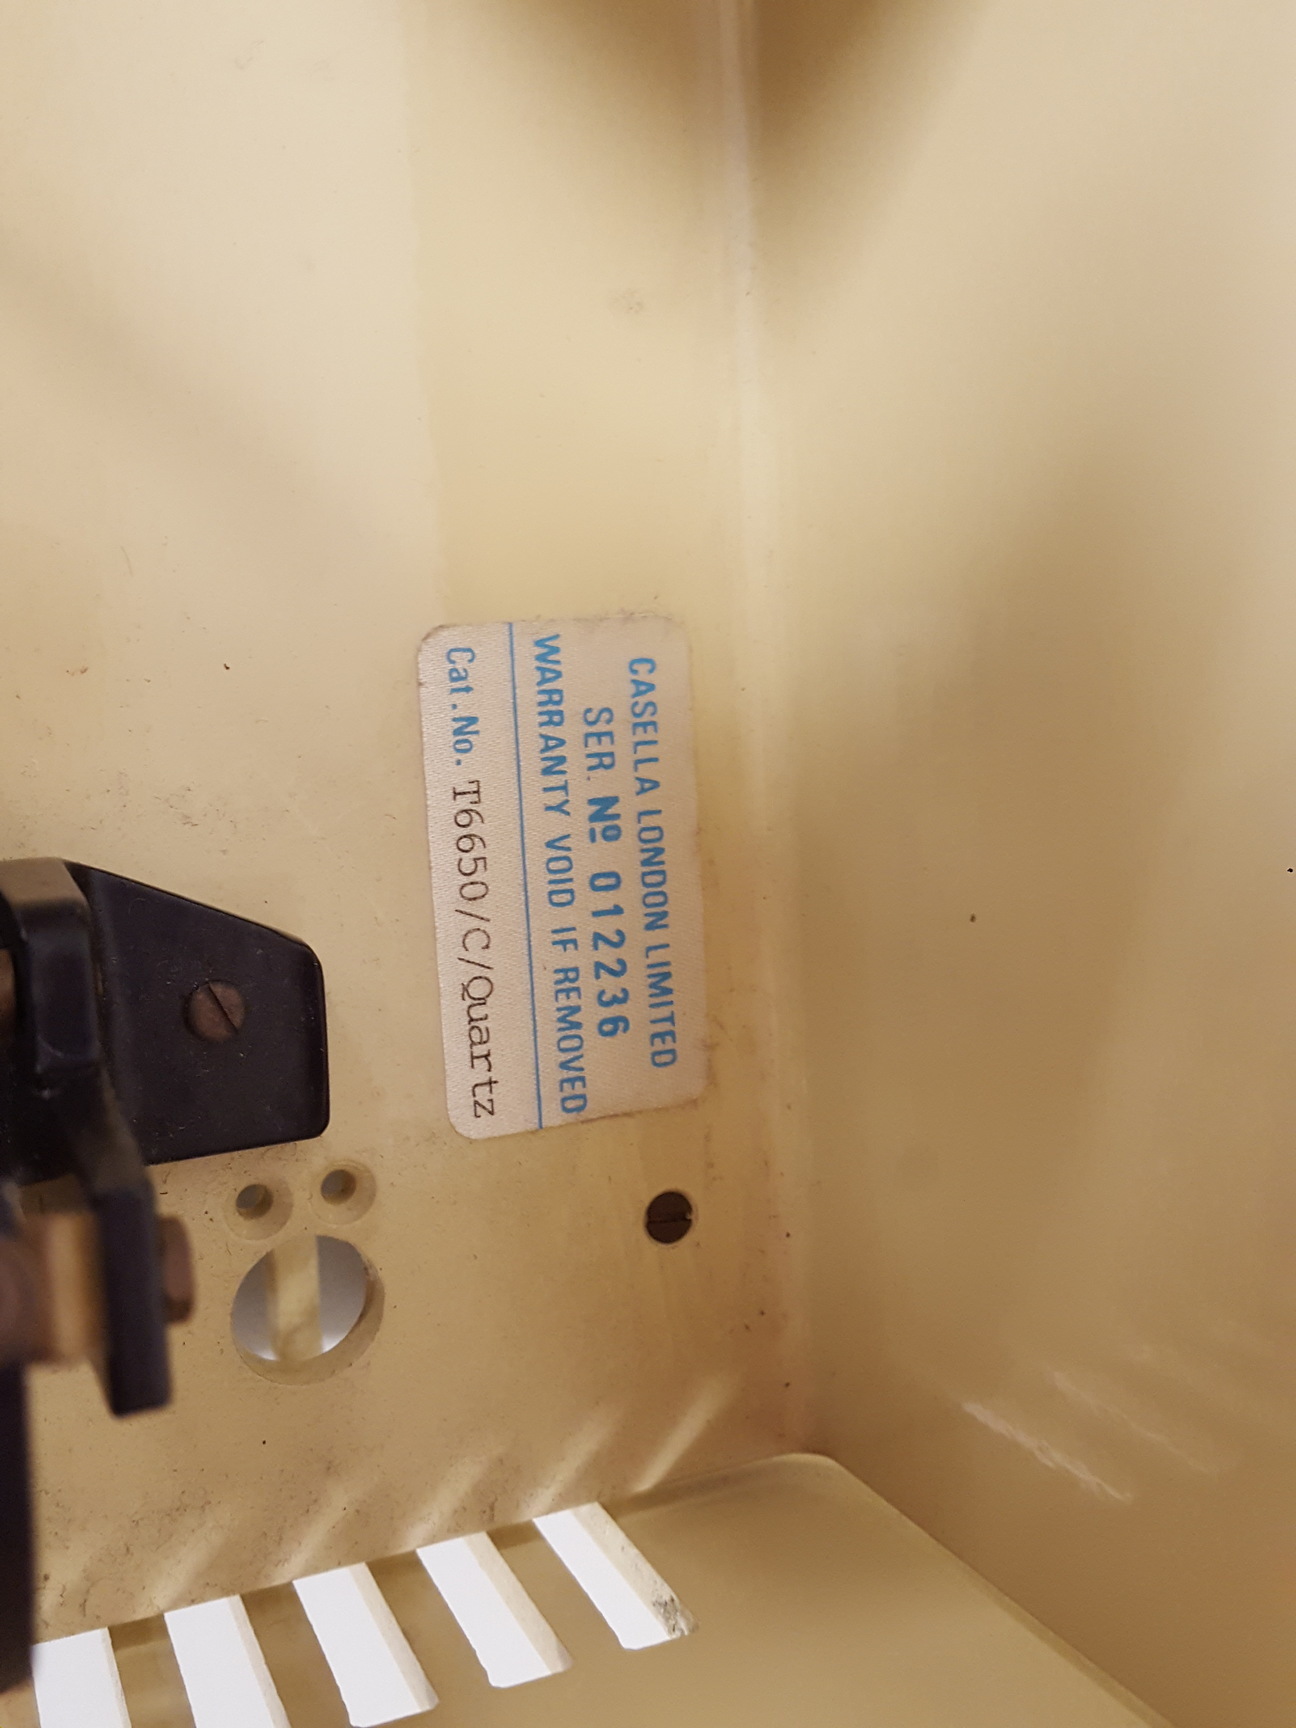 CASELLA LONDON LIMITED
SER. Nº 012236
WARRANTY VOID IF REMOVED
Cat.No. T6650/C/Quartz